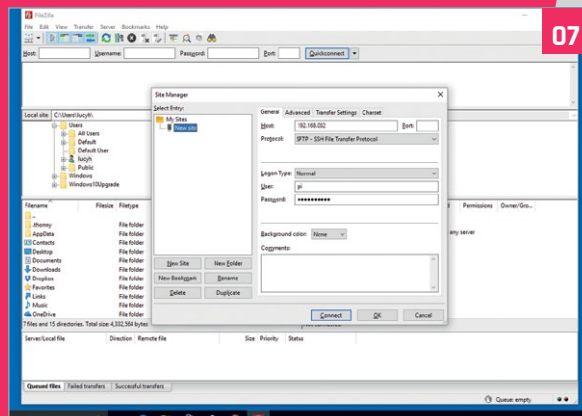 07
FileZilla
File Edit View Transfer Server Bookmarks Help
Host: Username: Password: Port: Quickconnect
Site Manager
Select Entry:
My Sites
New site
New Site New Folder
New Bookmark Rename
Delete Duplicate
General Advanced Transfer Settings Charset
Host: 192.168.0.12 Port:
Protocol: SFTP - SSH File Transfer Protocol
Logon Type: Normal
User: pi
Password: ••••••••••
Background color: None
Comments:
Connect OK Cancel
Local site: C:\Users\lucyh\
Users
All Users
Default
Default User
lucyh
Public
Windows
Windows10Upgrade
Filename Filesize Filetype
..
.thonny File folder
AppData File folder
Contacts File folder
Desktop File folder
Documents File folder
Downloads File folder
Dropbox File folder
Favorites File folder
Links File folder
Music File folder
OneDrive File folder
7 files and 15 directories. Total size: 4,332,564 bytes
Permissions Owner/Gro...
any server
Server/Local file Direction Remote file Size Priority Status
Queued files Failed transfers Successful transfers
Queue: empty